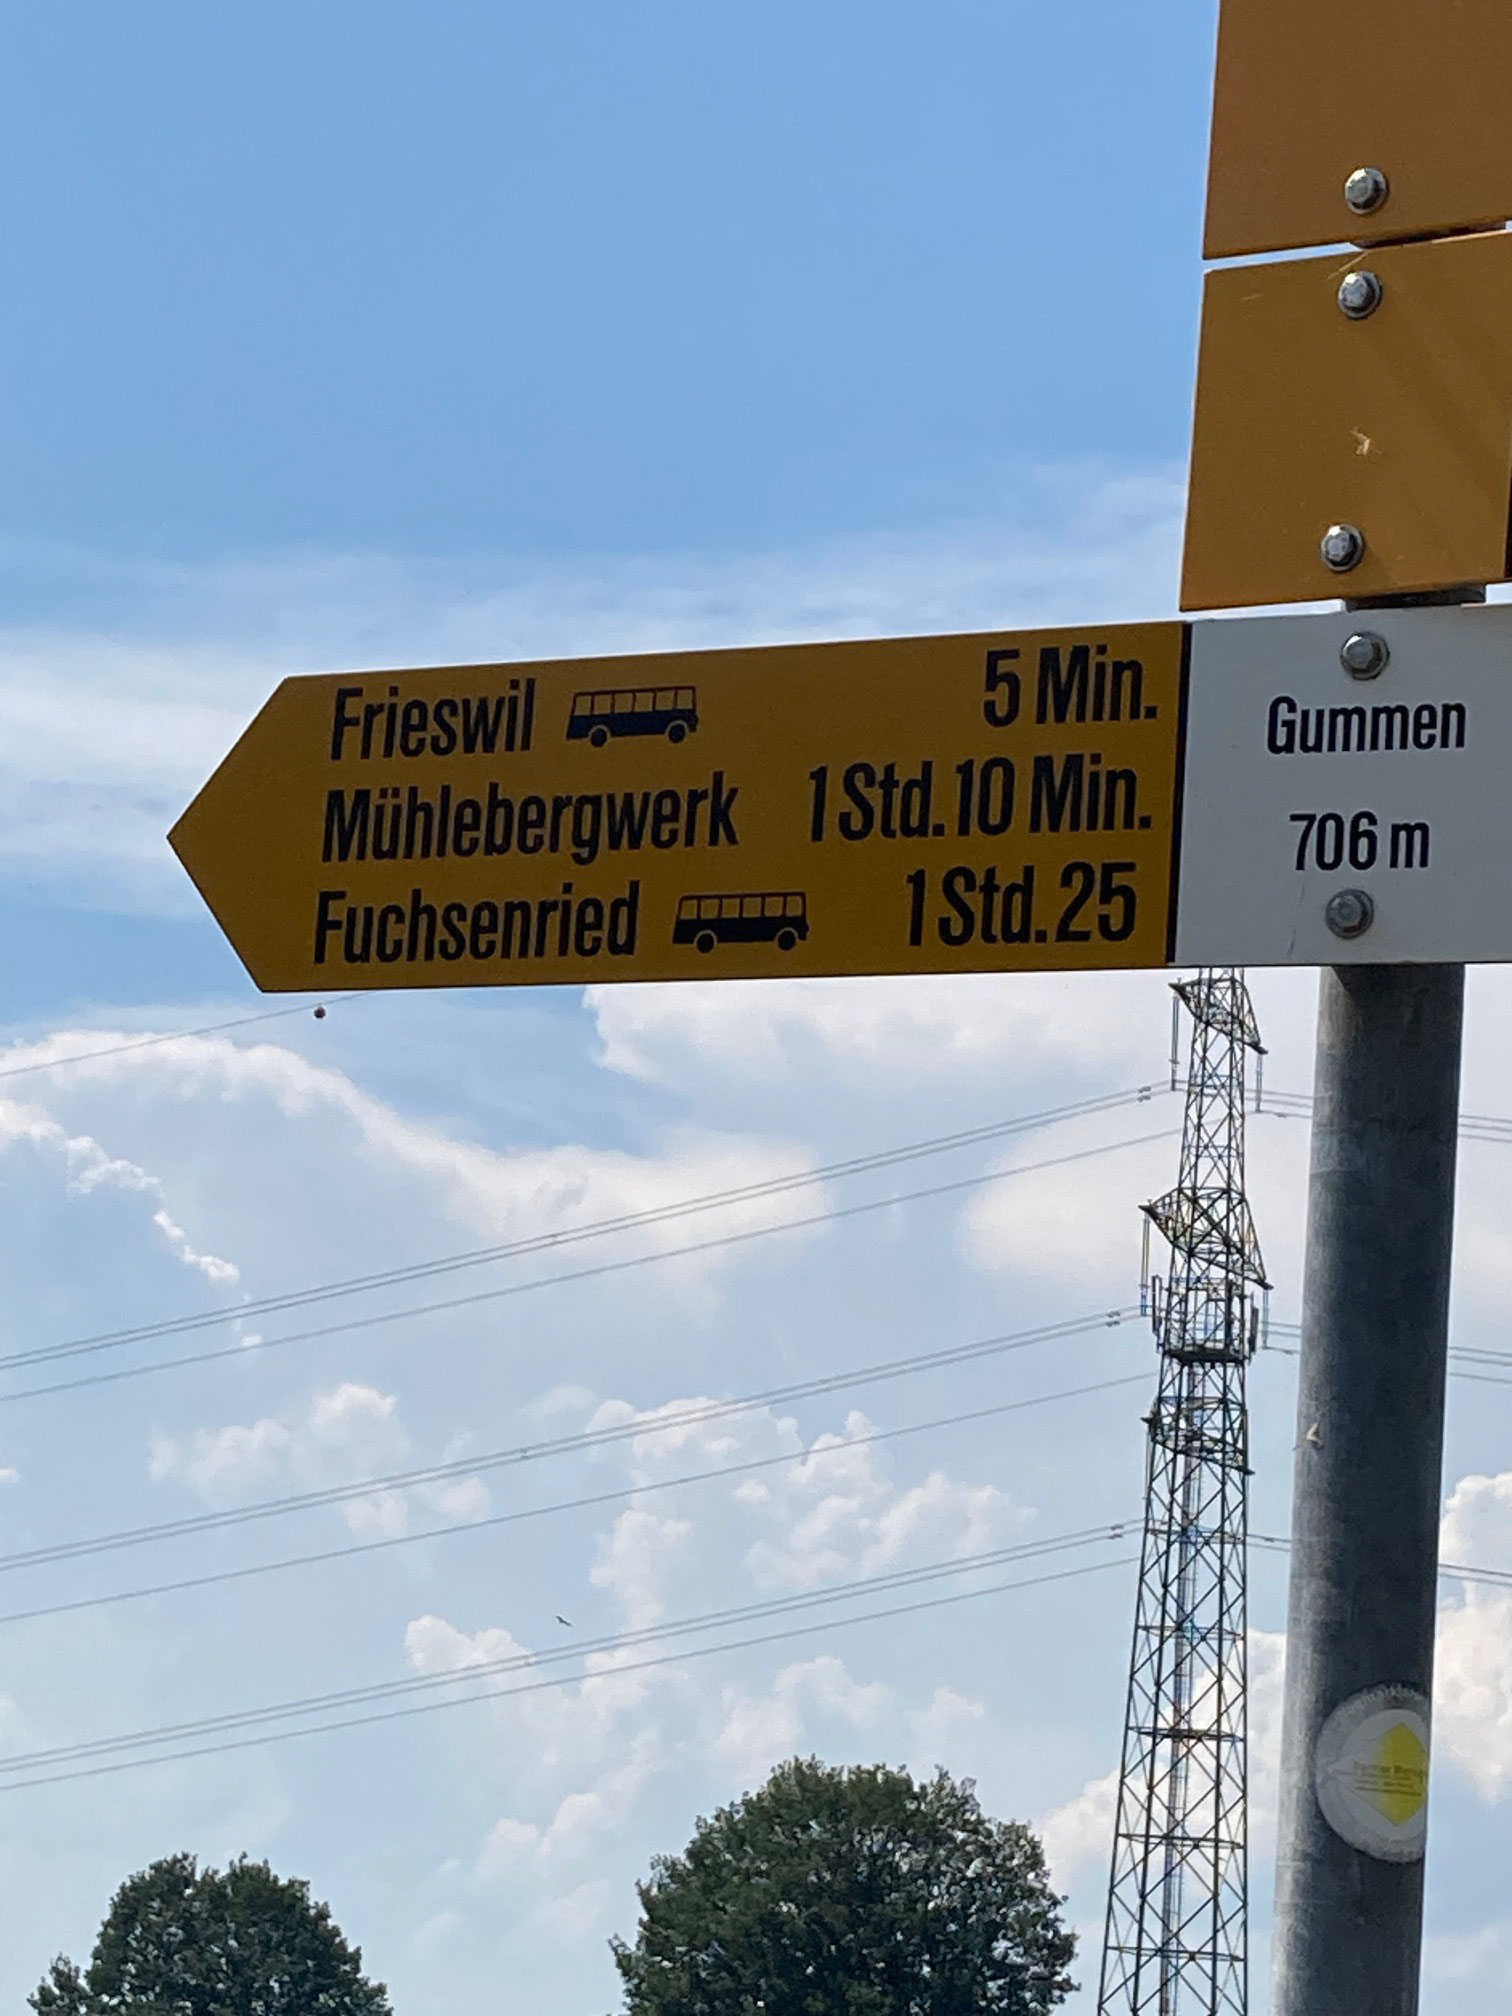 Frieswil 5 Min.
Mühlebergwerk 1 Std. 10 Min.
Fuchsenried 1 Std. 25
Gummen
706 m